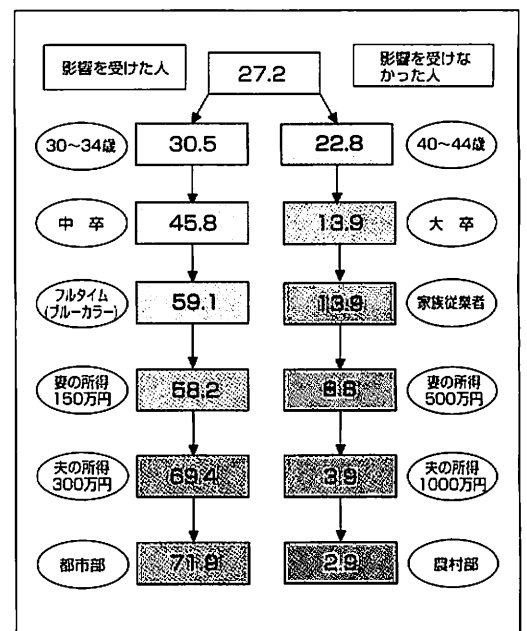 影響を受けた人
27.2
影響を受けな
かった人
30〜34歳
30.5
22.8
40〜44歳
中 卒
45.8
13.9
大 卒
フルタイム
(ブルーカラー)
59.1
13.9
家族従業者
妻の所得
150万円
58.2
8.8
妻の所得
500万円
夫の所得
300万円
69.4
3.9
夫の所得
1000万円
都市部
71.9
2.9
農村部